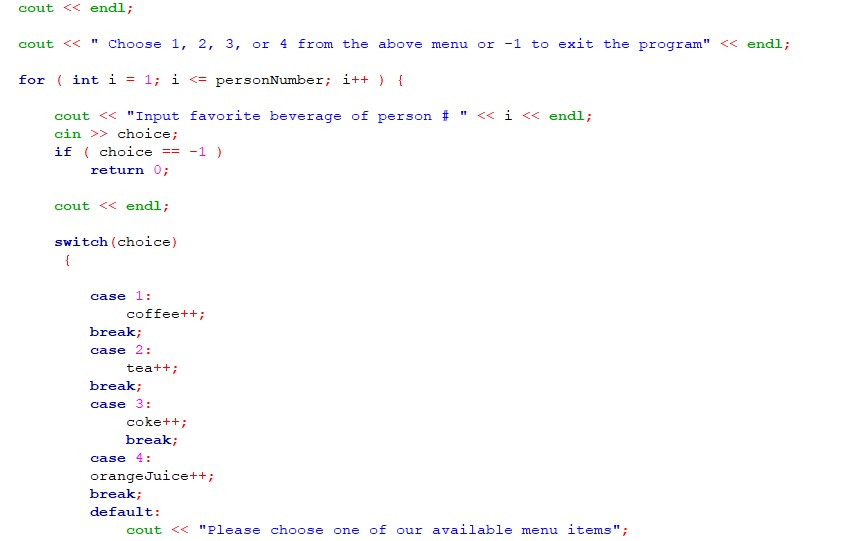 cout << endl;
cout << " Choose 1, 2, 3, or 4 from the above menu or -1 to exit the program" << endl;
for ( int i = 1; i <= personNumber; i++ ) {
cout << "Input favorite beverage of person # " << i << endl;
cin >> choice;
if ( choice == -1 )
return 0;
cout << endl;
switch(choice)
{
case 1:
coffee++;
break;
case 2:
tea++;
break;
case 3:
coke++;
break;
case 4:
orangeJuice++;
break;
default:
cout << "Please choose one of our available menu items";